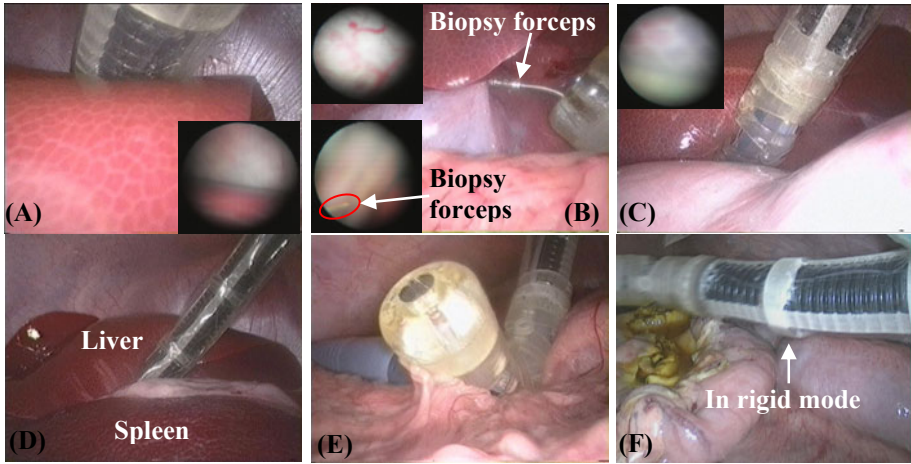 (A)
Biopsy forceps
Biopsy
forceps
(B)
(C)
Liver
Spleen
(D)
(E)
In rigid mode
(F)